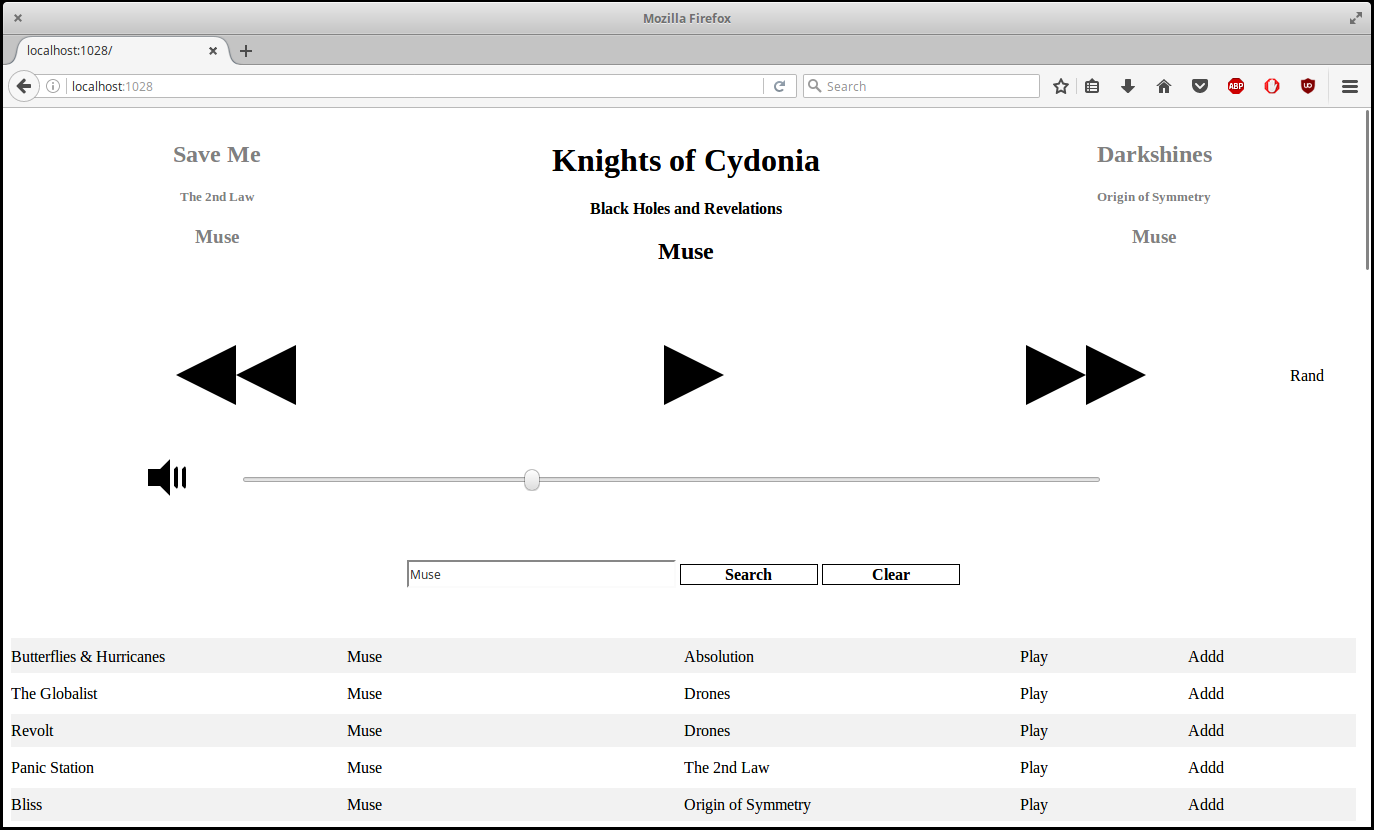 Mozilla Firefox
localhost:1028/
localhost:1028
Search
ABP
UO
Save Me
Knights of Cydonia
Darkshines
The 2nd Law
Black Holes and Revelations
Origin of Symmetry
Muse
Muse
Muse
Rand
Muse
Search
Clear
Butterflies & Hurricanes Muse Absolution Play Addd
The Globalist Muse Drones Play Addd
Revolt Muse Drones Play Addd
Panic Station Muse The 2nd Law Play Addd
Bliss Muse Origin of Symmetry Play Addd